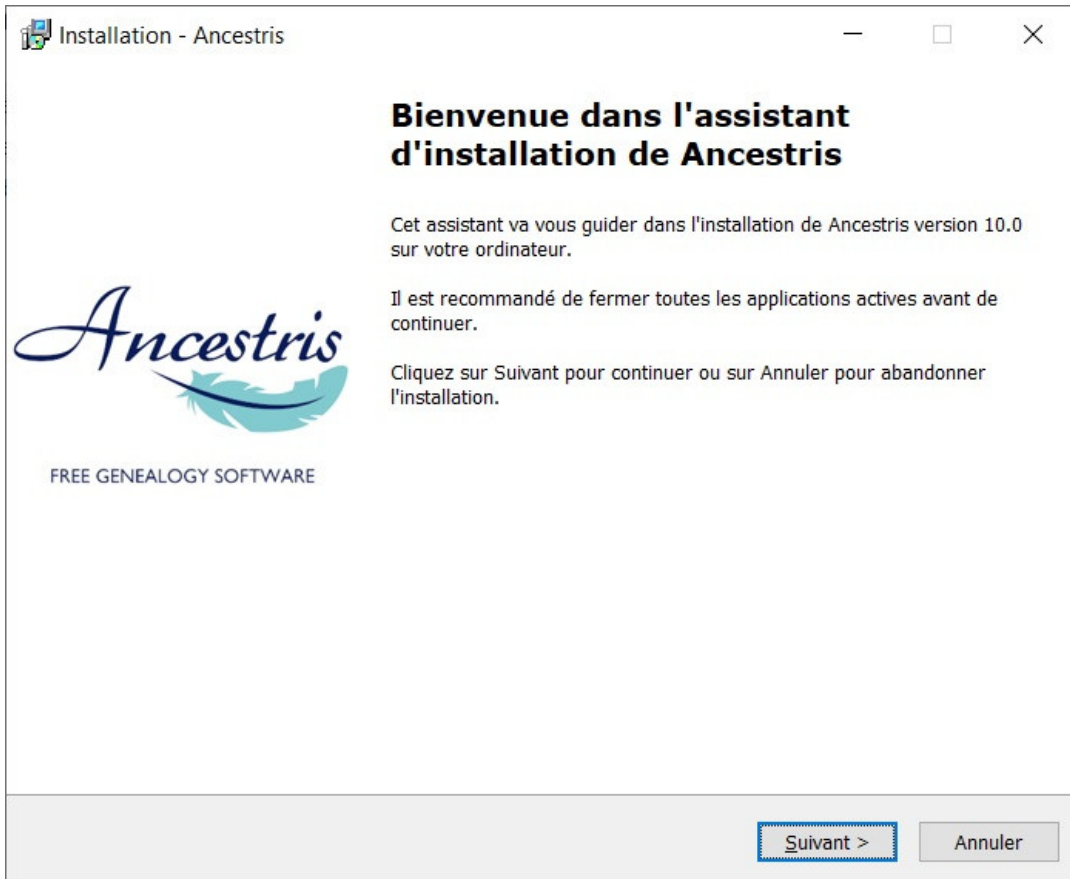 Installation - Ancestris
Bienvenue dans l'assistant
d'installation de Ancestris
Cet assistant va vous guider dans l'installation de Ancestris version 10.0
sur votre ordinateur.
Il est recommandé de fermer toutes les applications actives avant de
continuer.
Cliquez sur Suivant pour continuer ou sur Annuler pour abandonner
l'installation.
Ancestris
FREE GENEALOGY SOFTWARE
Suivant >
Annuler